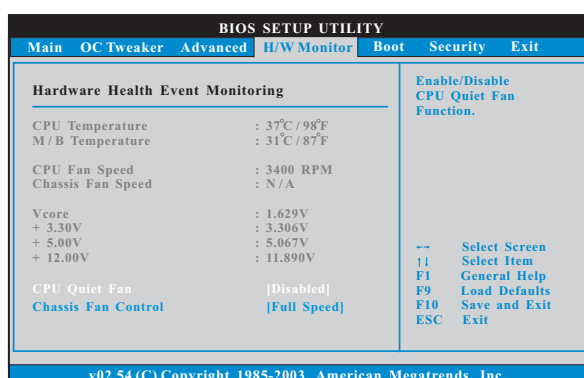 BIOS SETUP UTILITY
Main OC Tweaker Advanced H/W Monitor Boot Security Exit
Hardware Health Event Monitoring
CPU Temperature : 37°C / 98°F
M / B Temperature : 31°C / 87°F
CPU Fan Speed : 3400 RPM
Chassis Fan Speed : N / A
Vcore : 1.629V
+ 3.30V : 3.306V
+ 5.00V : 5.067V
+ 12.00V : 11.890V
CPU Quiet Fan [Disabled]
Chassis Fan Control [Full Speed]
Enable/Disable
CPU Quiet Fan
Function.
←→ Select Screen
↑↓ Select Item
F1 General Help
F9 Load Defaults
F10 Save and Exit
ESC Exit
v02.54 (C) Copyright 1985-2003, American Megatrends, Inc.